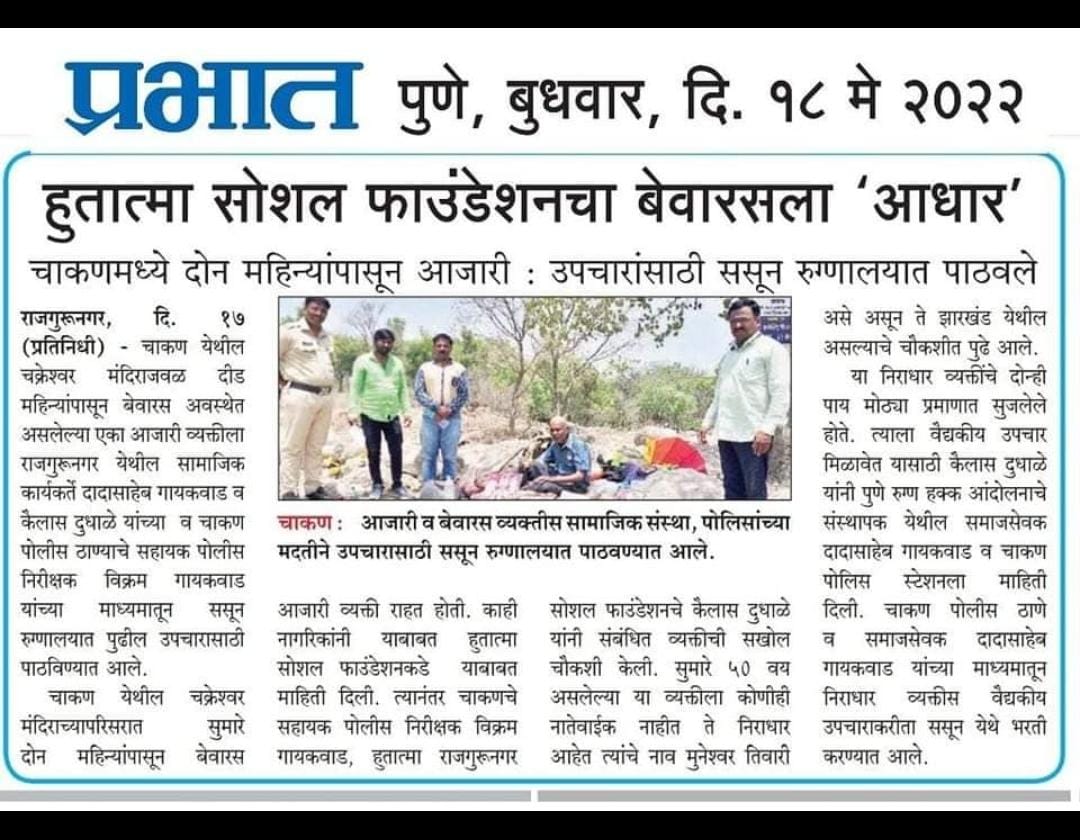 प्रभात पुणे, बुधवार, दि. १८ मे २०२२
हुतात्मा सोशल फाउंडेशनचा बेवारसला ‘आधार’
चाकणमध्ये दोन महिन्यांपासून आजारी : उपचारांसाठी ससून रुग्णालयात पाठवले
राजगुरूनगर, दि. १७
(प्रतिनिधी) - चाकण येथील
चक्रेश्वर मंदिराजवळ दीड
महिन्यांपासून बेवारस अवस्थेत
असलेल्या एका आजारी व्यक्तीला
राजगुरूनगर येथील सामाजिक
कार्यकर्ते दादासाहेब गायकवाड व
कैलास दुधाळे यांच्या व चाकण
पोलीस ठाण्याचे सहायक पोलीस
निरीक्षक विक्रम गायकवाड
यांच्या माध्यमातून ससून
रुग्णालयात पुढील उपचारासाठी
पाठविण्यात आले.
चाकण येथील चक्रेश्वर
मंदिराच्यापरिसरात सुमारे
दोन महिन्यांपासून बेवारस
चाकण : आजारी व बेवारस व्यक्तीस सामाजिक संस्था, पोलिसांच्या
मदतीने उपचारासाठी ससून रुग्णालयात पाठवण्यात आले.
आजारी व्यक्ती राहत होती. काही
नागरिकांनी याबाबत हुतात्मा
सोशल फाउंडेशनकडे याबाबत
माहिती दिली. त्यानंतर चाकणचे
सहायक पोलीस निरीक्षक विक्रम
गायकवाड, हुतात्मा राजगुरूनगर
सोशल फाउंडेशनचे कैलास दुधाळे
यांनी संबंधित व्यक्तीची सखोल
चौकशी केली. सुमारे ५० वय
असलेल्या या व्यक्तीला कोणीही
नातेवाईक नाहीत ते निराधार
आहेत त्यांचे नाव मुनेश्वर तिवारी
असे असून ते झारखंड येथील
असल्याचे चौकशीत पुढे आले.
या निराधार व्यक्तींचे दोन्ही
पाय मोठ्या प्रमाणात सुजलेले
होते. त्याला वैद्यकीय उपचार
मिळावेत यासाठी कैलास दुधाळे
यांनी पुणे रुग्ण हक्क आंदोलनाचे
संस्थापक येथील समाजसेवक
दादासाहेब गायकवाड व चाकण
पोलिस स्टेशनला माहिती
दिली. चाकण पोलीस ठाणे
व समाजसेवक दादासाहेब
गायकवाड यांच्या माध्यमातून
निराधार व्यक्तीस वैद्यकीय
उपचाराकरीता ससून येथे भरती
करण्यात आले.